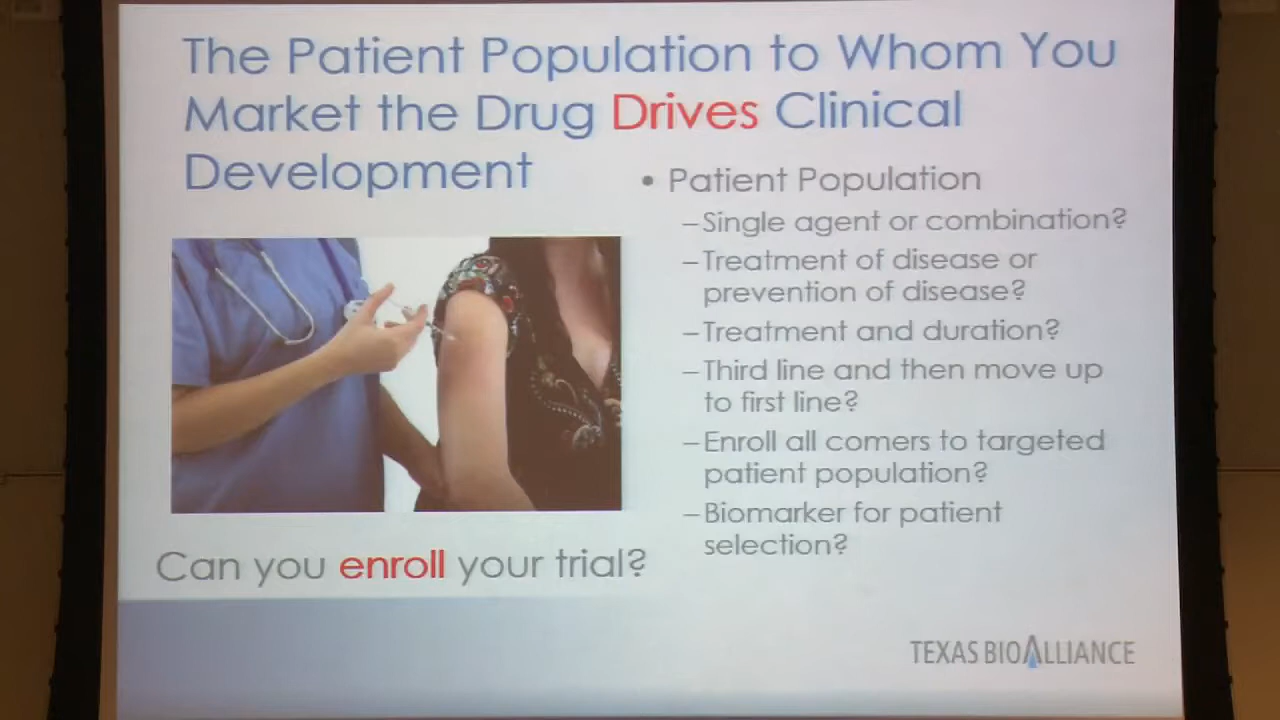 The Patient Population to Whom You
Market the Drug Drives Clinical
Development
• Patient Population
– Single agent or combination?
– Treatment of disease or
prevention of disease?
– Treatment and duration?
– Third line and then move up
to first line?
– Enroll all comers to targeted
patient population?
– Biomarker for patient
selection?
Can you enroll your trial?
TEXAS BIOALLIANCE